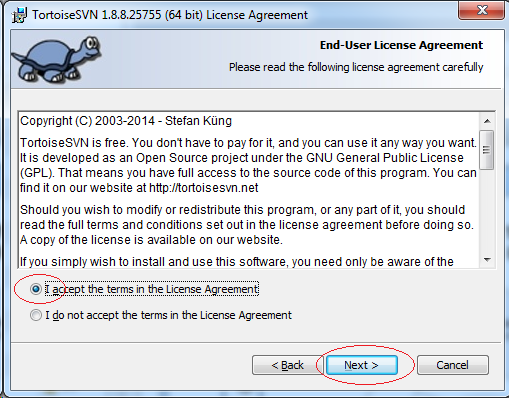 TortoiseSVN 1.8.8.25755 (64 bit) License Agreement
End-User License Agreement
Please read the following license agreement carefully
Copyright (C) 2003-2014 - Stefan Küng
TortoiseSVN is free. You don't have to pay for it, and you can use it any way you want.
It is developed as an Open Source project under the GNU General Public License
(GPL). That means you have full access to the source code of this program. You can
find it on our website at http://tortoisesvn.net
Should you wish to modify or redistribute this program, or any part of it, you should
read the full terms and conditions set out in the license agreement before doing so.
A copy of the license is available on our website.
If you simply wish to install and use this software, you need only be aware of the
I accept the terms in the License Agreement
I do not accept the terms in the License Agreement
< Back
Next >
Cancel